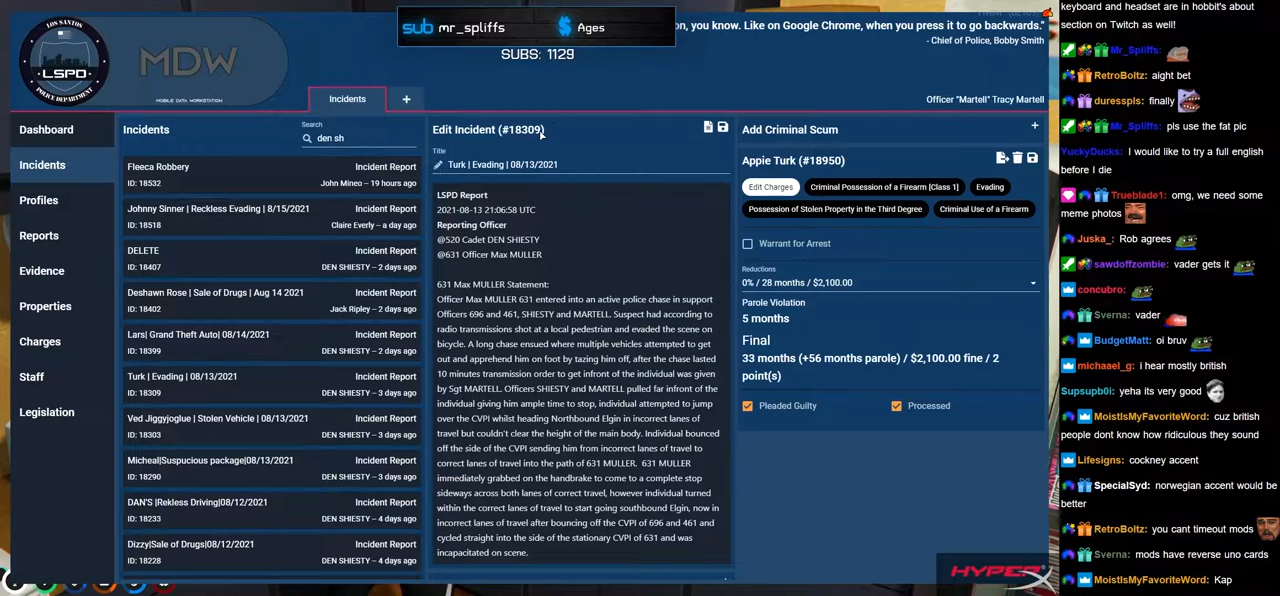 LOS SANTOS
LSPD
POLICE DEPARTMENT
MDW
MOBILE DATA WORKSTATION
sub mr_spliffs
Ages
SUBS: 1129
on, you know. Like on Google Chrome, when you press it to go backwards."
- Chief of Police, Bobby Smith
Incidents
+
Officer "Martell" Tracy Martell
Dashboard
Incidents
Profiles
Reports
Evidence
Properties
Charges
Staff
Legislation
Incidents
Search
den sh
Fleeca Robbery
Incident Report
ID: 18532
John Mineo – 19 hours ago
Johnny Sinner | Reckless Evading | 8/15/2021
Incident Report
ID: 18518
Claire Everly – a day ago
DELETE
Incident Report
ID: 18407
DEN SHIESTY – 2 days ago
Deshawn Rose | Sale of Drugs | Aug 14 2021
Incident Report
ID: 18402
Jack Ripley – 2 days ago
Lars| Grand Theft Auto| 08/14/2021
Incident Report
ID: 18399
DEN SHIESTY – 2 days ago
Turk | Evading | 08/13/2021
Incident Report
ID: 18309
DEN SHIESTY – 2 days ago
Ved Jiggyjoglue | Stolen Vehicle | 08/13/2021
Incident Report
ID: 18303
DEN SHIESTY – 3 days ago
Micheal|Suspucious package|08/13/2021
Incident Report
ID: 18290
DEN SHIESTY – 3 days ago
DAN'S |Rekless Driving|08/12/2021
Incident Report
ID: 18233
DEN SHIESTY – 4 days ago
Dizzy|Sale of Drugs|08/12/2021
Incident Report
ID: 18228
DEN SHIESTY – 4 days ago
Edit Incident (#18309)
Title
Turk | Evading | 08/13/2021
LSPD Report
2021-08-13 21:06:58 UTC
Reporting Officer
@520 Cadet DEN SHIESTY
@631 Officer Max MULLER
631 Max MULLER Statement:
Officer Max MULLER 631 entered into an active police chase in support
Officers 696 and 461, SHIESTY and MARTELL. Suspect had according to
radio transmissions shot at a local pedestrian and evaded the scene on
bicycle. A long chase ensued where multiple vehicles attempted to get
out and apprehend him on foot by tazing him off, after the chase lasted
10 minutes transmission order to get infront of the individual was given
by Sgt MARTELL. Officers SHIESTY and MARTELL pulled far infront of the
individual giving him ample time to stop, individual attempted to jump
over the CVPI whilst heading Northbound Elgin in incorrect lanes of
travel but couldn't clear the height of the main body. Individual bounced
off the side of the CVPI sending him from incorrect lanes of travel to
correct lanes of travel into the path of 631 MULLER. 631 MULLER
immediately grabbed on the handbrake to come to a complete stop
sideways across both lanes of correct travel, however individual turned
within the correct lanes of travel to start going southbound Elgin, now in
incorrect lanes of travel after bouncing off the CVPI of 696 and 461 and
cycled straight into the side of the stationary CVPI of 631 and was
incapacitated on scene.
Add Criminal Scum
+
Appie Turk (#18950)
Edit Charges
Criminal Possession of a Firearm [Class 1]
Evading
Possession of Stolen Property in the Third Degree
Criminal Use of a Firearm
Warrant for Arrest
Reductions
0% / 28 months / $2,100.00
Parole Violation
5 months
Final
33 months (+56 months parole) / $2,100.00 fine / 2
point(s)
Pleaded Guilty
Processed
HYPERX
keyboard and headset are in hobbit's about
section on Twitch as well!
Mr_Spliffs:
RetroBoltz: aight bet
duresspls: finally
Mr_Spliffs: pls use the fat pic
YuckyDucks: I would like to try a full english
before I die
Trueblade1: omg, we need some
meme photos
Juska_: Rob agrees
sawdoffzombie: vader gets it
concubro:
Sverna: vader
BudgetMatt: oi bruv
michaael_g: i hear mostly british
Supsupb0i: yeha its very good
MoistIsMyFavoriteWord: cuz british
people dont know how ridiculous they sound
Lifesigns: cockney accent
SpecialSyd: norwegian accent would be
better
RetroBoltz: you cant timeout mods
Sverna: mods have reverse uno cards
MoistIsMyFavoriteWord: Kap